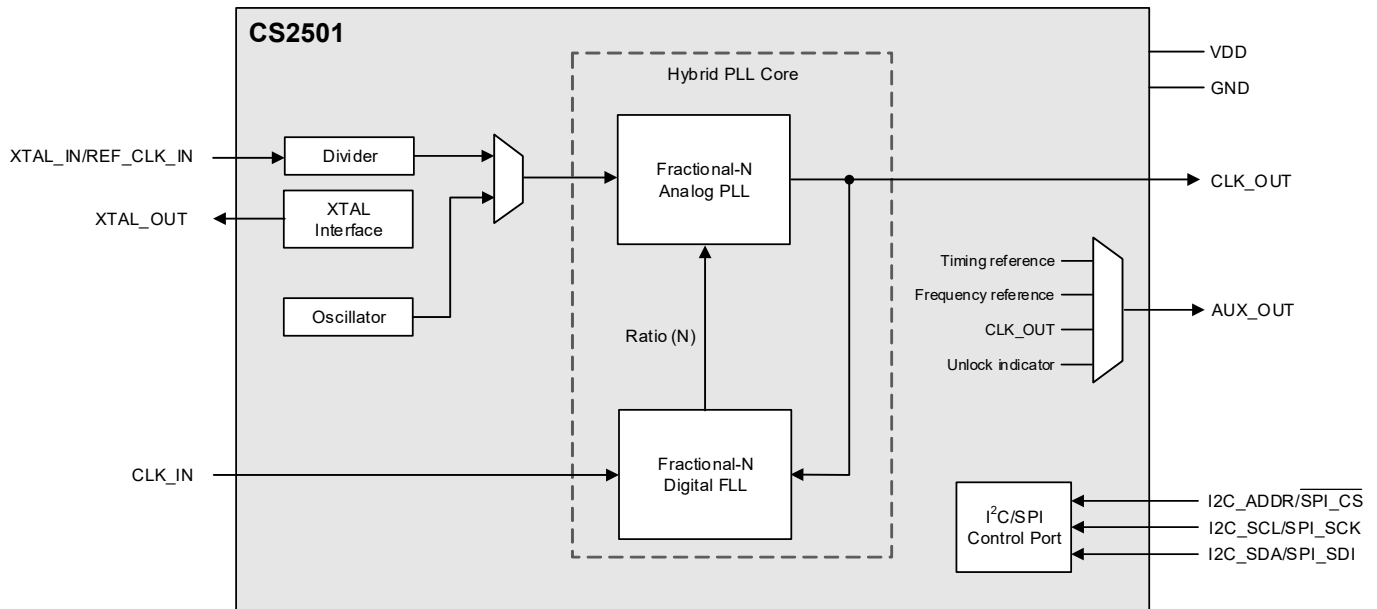 CS2501
Hybrid PLL Core
VDD
GND
XTAL_IN/REF_CLK_IN
Divider
Fractional-N
Analog PLL
CLK_OUT
XTAL_OUT
XTAL
Interface
Oscillator
Timing reference
Frequency reference
CLK_OUT
Unlock indicator
AUX_OUT
Ratio (N)
CLK_IN
Fractional-N
Digital FLL
I²C/SPI
Control Port
I2C_ADDR/S̅P̅I̅_̅C̅S̅
I2C_SCL/SPI_SCK
I2C_SDA/SPI_SDI